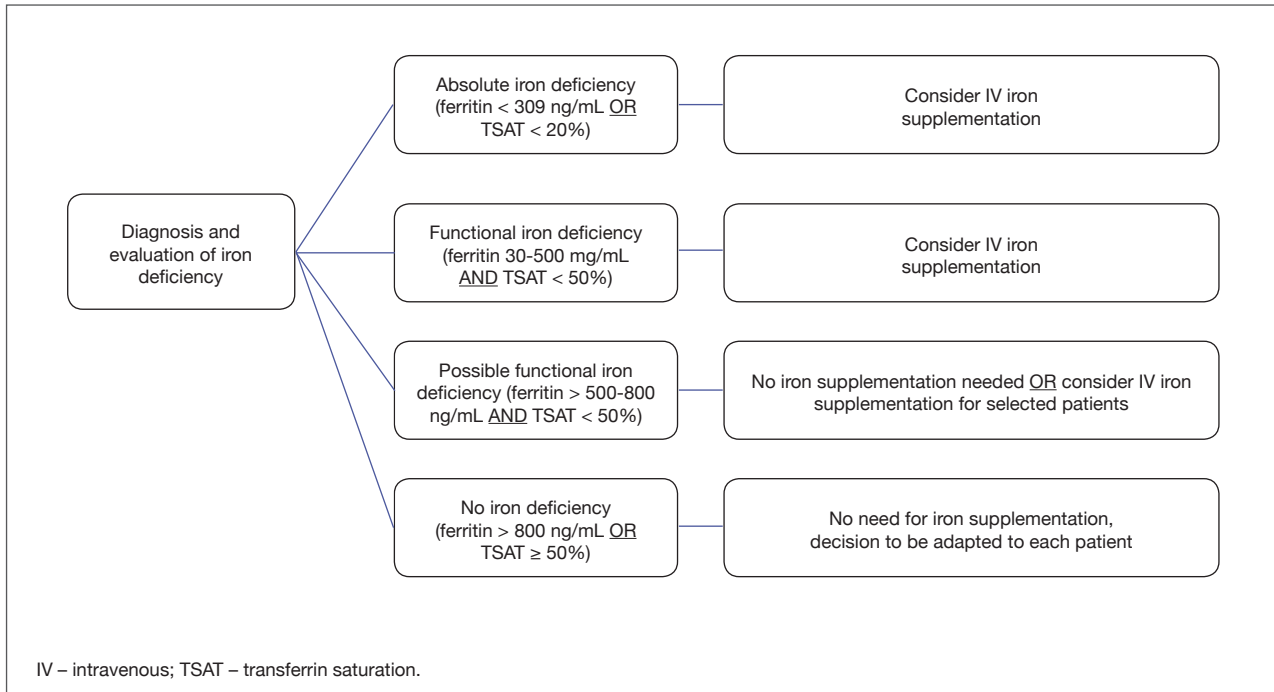 Diagnosis and
evaluation of iron
deficiency
Absolute iron deficiency
(ferritin < 309 ng/mL OR
TSAT < 20%)
Consider IV iron
supplementation
Functional iron deficiency
(ferritin 30-500 mg/mL
AND TSAT < 50%)
Consider IV iron
supplementation
Possible functional iron
deficiency (ferritin > 500-800
ng/mL AND TSAT < 50%)
No iron supplementation needed OR consider IV iron
supplementation for selected patients
No iron deficiency
(ferritin > 800 ng/mL OR
TSAT ≥ 50%)
No need for iron supplementation,
decision to be adapted to each patient
IV – intravenous; TSAT – transferrin saturation.